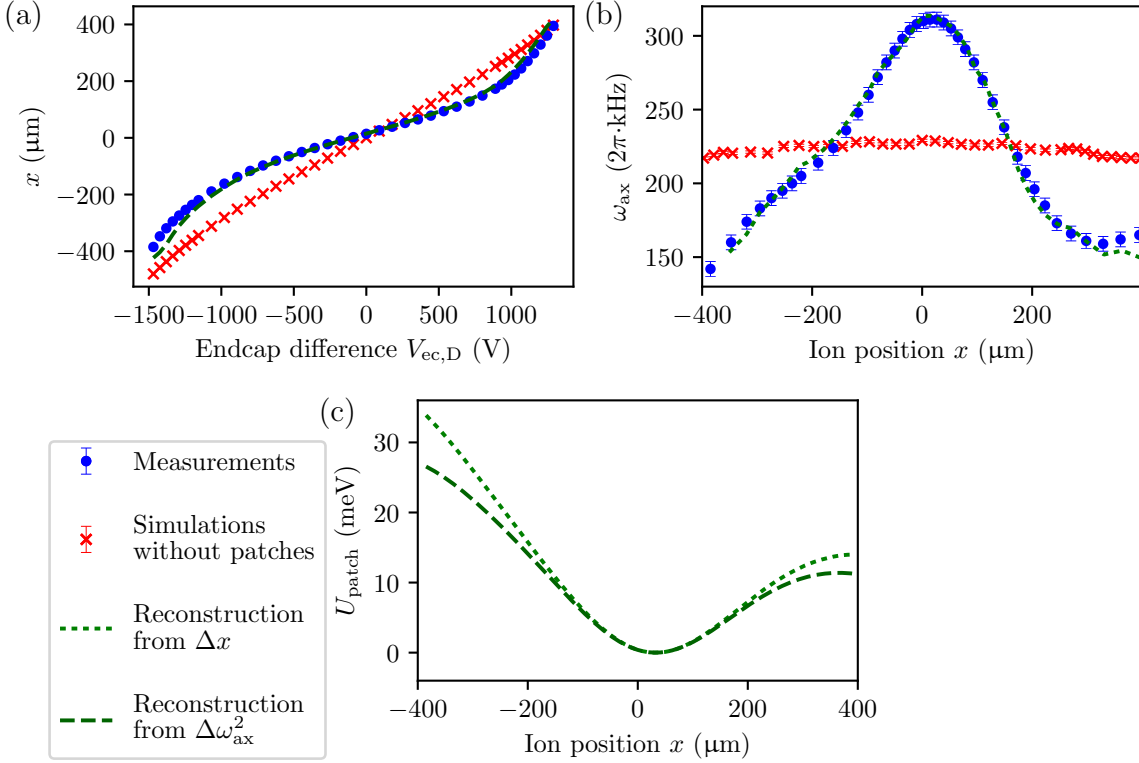 (a)
400
200
0
−200
−400
x (μm)
−1500 −1000 −500 0 500 1000
Endcap difference V_ec,D (V)
(b)
300
250
200
150
ω_ax (2π·kHz)
−400 −200 0 200
Ion position x (μm)
(c)
30
20
10
0
U_patch (meV)
−400 −200 0 200 400
Ion position x (μm)
Measurements
Simulations
without patches
Reconstruction
from Δx
Reconstruction
from Δω²_ax